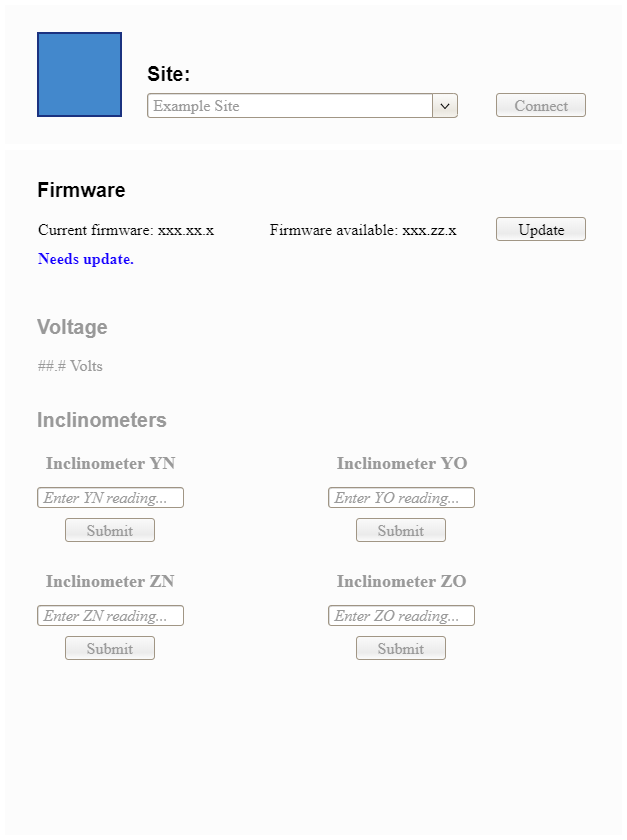 Site:
Example Site
Connect
Firmware
Current firmware: xxx.xx.x Firmware available: xxx.zz.x Update
Needs update.
Voltage
##.# Volts
Inclinometers
Inclinometer YN Inclinometer YO
Enter YN reading... Enter YO reading...
Submit Submit
Inclinometer ZN Inclinometer ZO
Enter ZN reading... Enter ZO reading...
Submit Submit